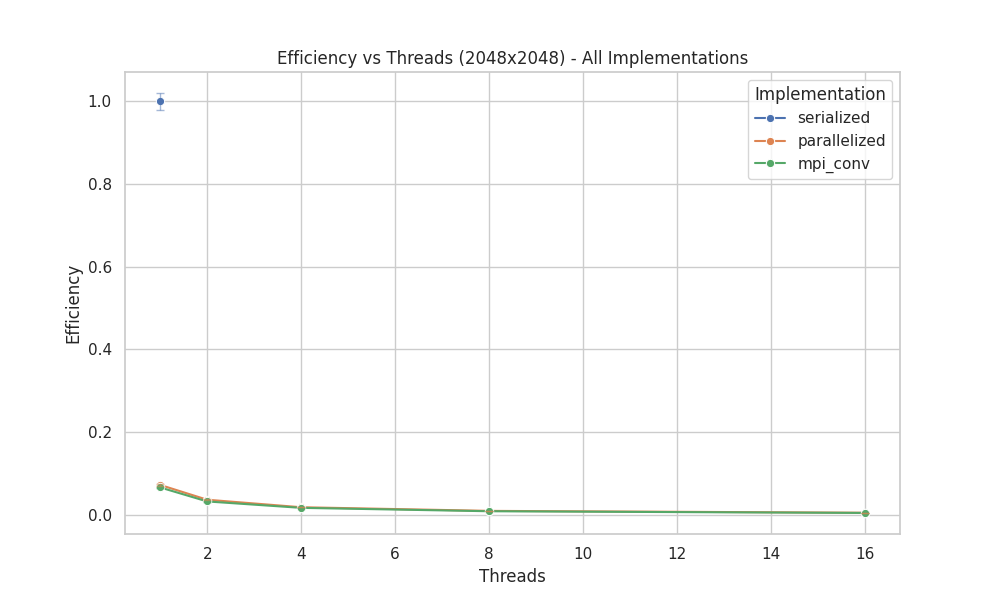 Efficiency vs Threads (2048x2048) - All Implementations
Implementation
serialized
parallelized
mpi_conv
Efficiency
1.0
0.8
0.6
0.4
0.2
0.0
2 4 6 8 10 12 14 16
Threads